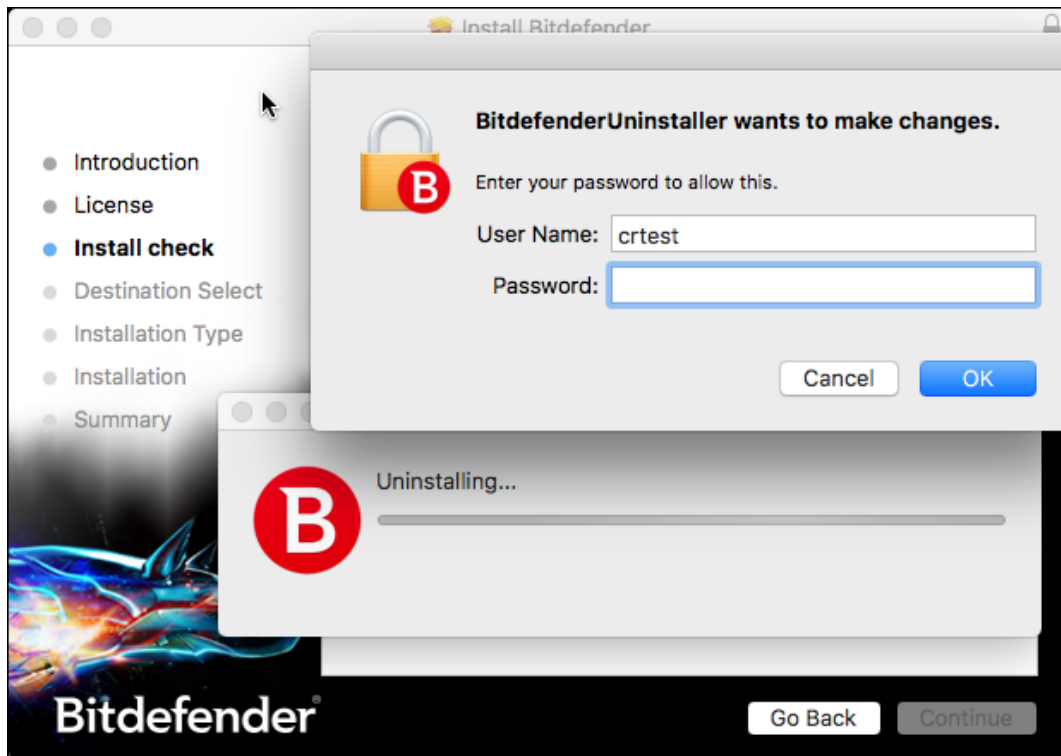 Install Bitdefender
BitdefenderUninstaller wants to make changes.
Enter your password to allow this.
User Name: crtest
Password:
Cancel OK
Introduction
License
Install check
Destination Select
Installation Type
Installation
Summary
B
Uninstalling...
B
Bitdefender®
Go Back Continue